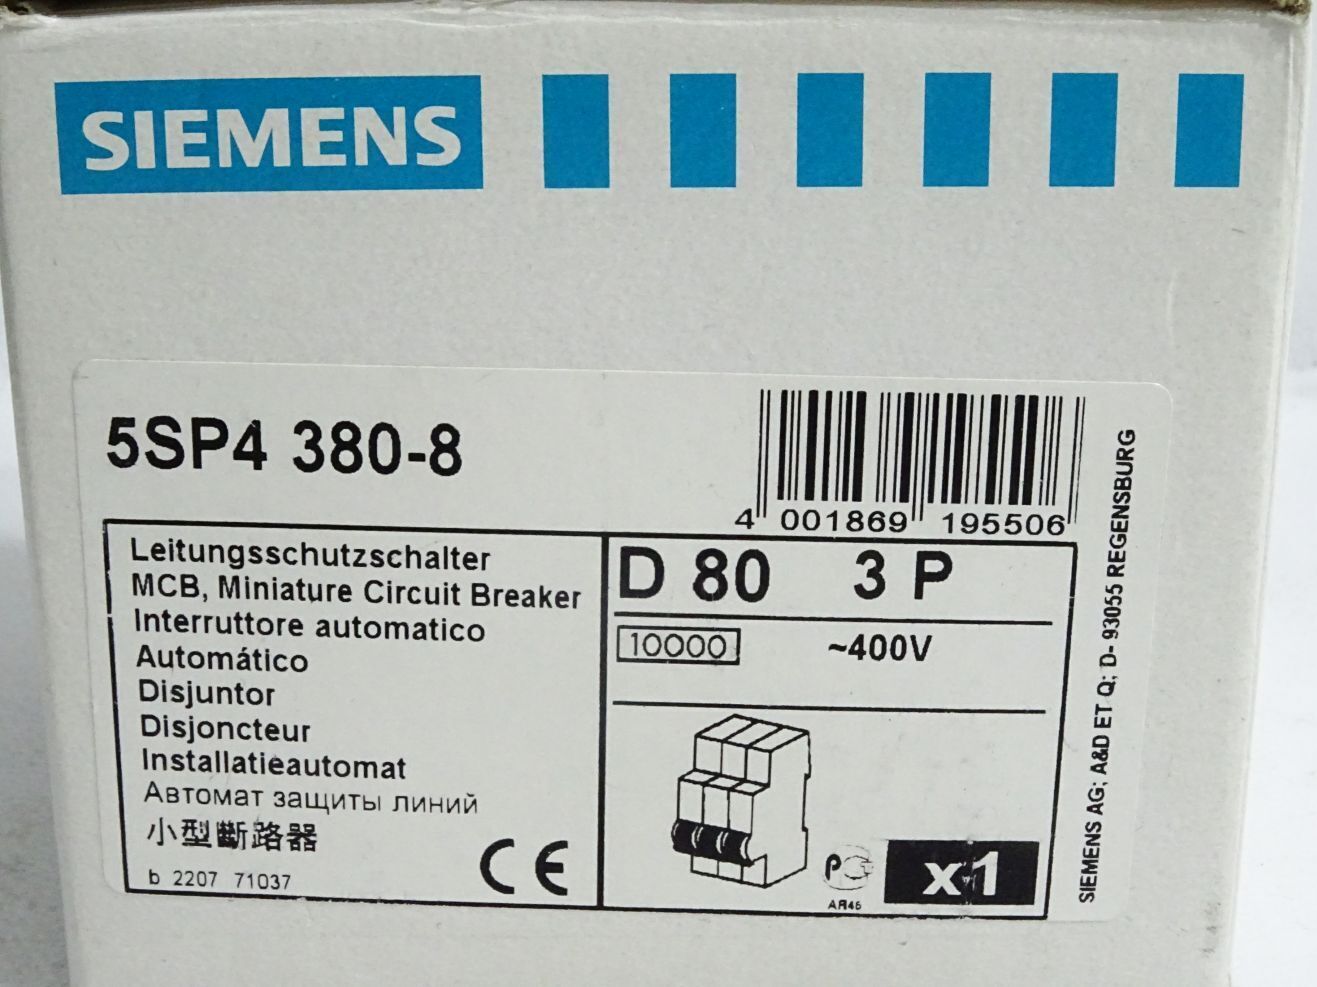 SIEMENS
5SP4 380-8
4 001869 195506
Leitungsschutzschalter
MCB, Miniature Circuit Breaker
Interruttore automatico
Automático
Disjuntor
Disjoncteur
Installatieautomat
Автомат защиты линий
小型斷路器
b 2207 71037
CE
D 80 3 P
10000 ~400V
x1
AЯ46
SIEMENS AG; A&D ET Q; D- 93055 REGENSBURG